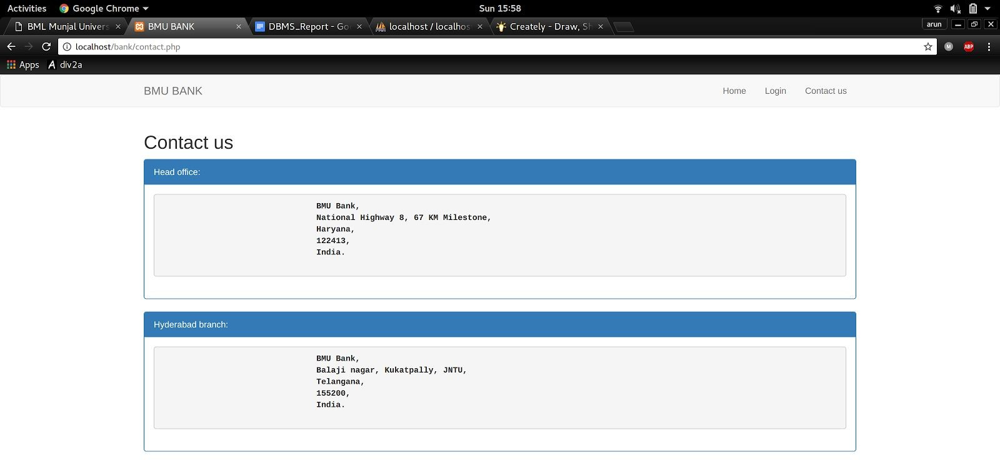 Activities Google Chrome Sun 15:58
BML Munjal Univers BMU BANK DBMS_Report - Go localhost / localhos Creately - Draw, Sh arun
localhost/bank/contact.php M ABP
Apps A div2a
BMU BANK Home Login Contact us
Contact us
Head office:
BMU Bank,
National Highway 8, 67 KM Milestone,
Haryana,
122413,
India.
Hyderabad branch:
BMU Bank,
Balaji nagar, Kukatpally, JNTU,
Telangana,
155200,
India.